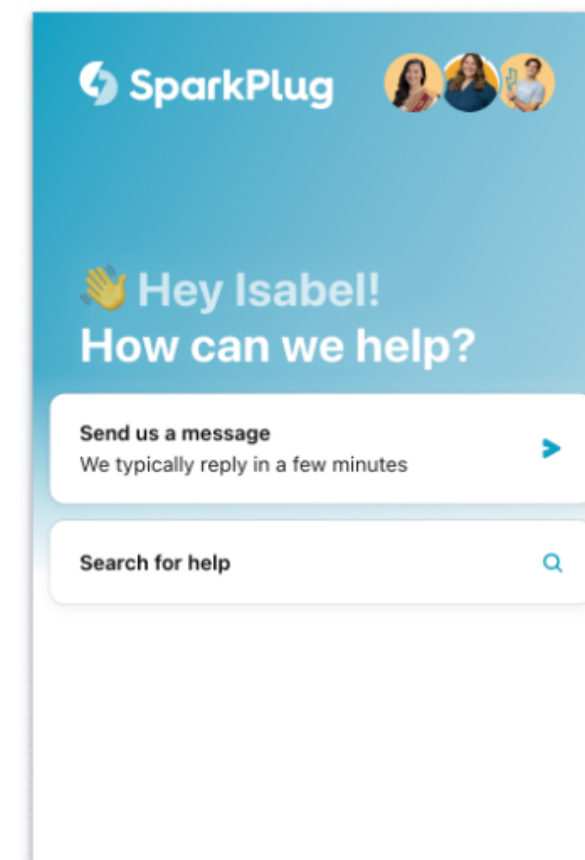 SparkPlug
👋 Hey Isabel!
How can we help?
Send us a message
We typically reply in a few minutes
Search for help